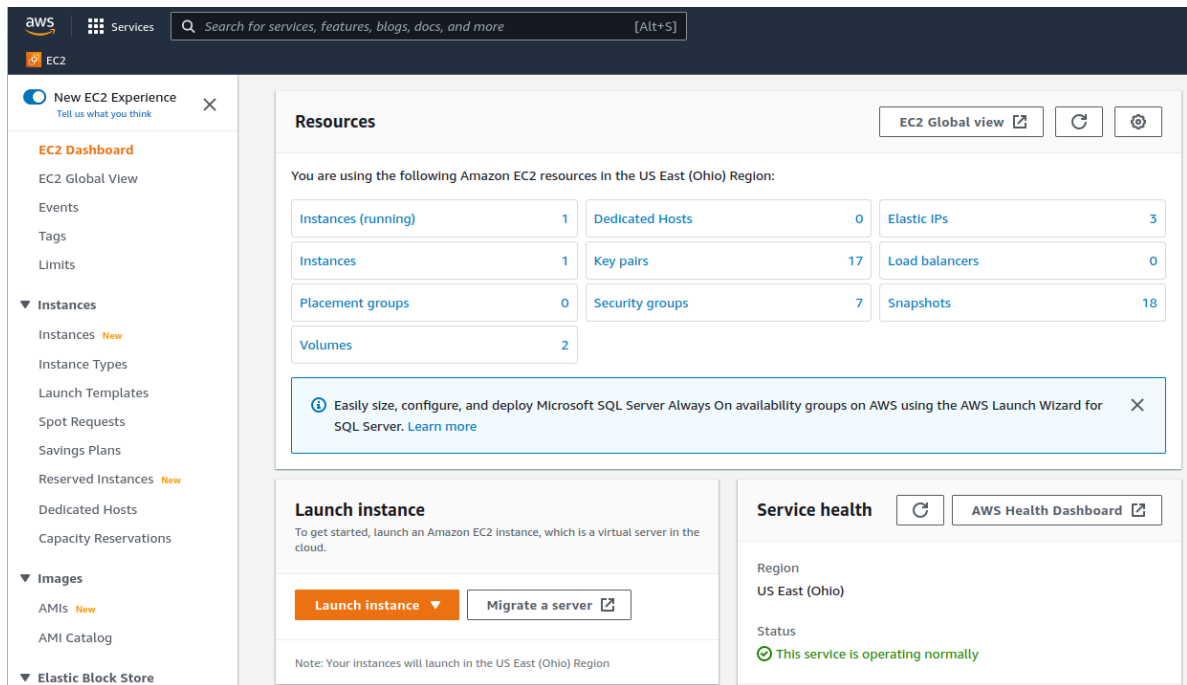 aws
Services
Search for services, features, blogs, docs, and more [Alt+S]
EC2
New EC2 Experience
Tell us what you think
EC2 Dashboard
EC2 Global View
Events
Tags
Limits
Instances
Instances New
Instance Types
Launch Templates
Spot Requests
Savings Plans
Reserved Instances New
Dedicated Hosts
Capacity Reservations
Images
AMIs New
AMI Catalog
Elastic Block Store
Resources
EC2 Global view
You are using the following Amazon EC2 resources in the US East (Ohio) Region:
Instances (running) 1 Dedicated Hosts 0 Elastic IPs 3
Instances 1 Key pairs 17 Load balancers 0
Placement groups 0 Security groups 7 Snapshots 18
Volumes 2
Easily size, configure, and deploy Microsoft SQL Server Always On availability groups on AWS using the AWS Launch Wizard for
SQL Server. Learn more
Launch instance
To get started, launch an Amazon EC2 instance, which is a virtual server in the
cloud.
Launch instance Migrate a server
Note: Your instances will launch in the US East (Ohio) Region
Service health AWS Health Dashboard
Region
US East (Ohio)
Status
This service is operating normally